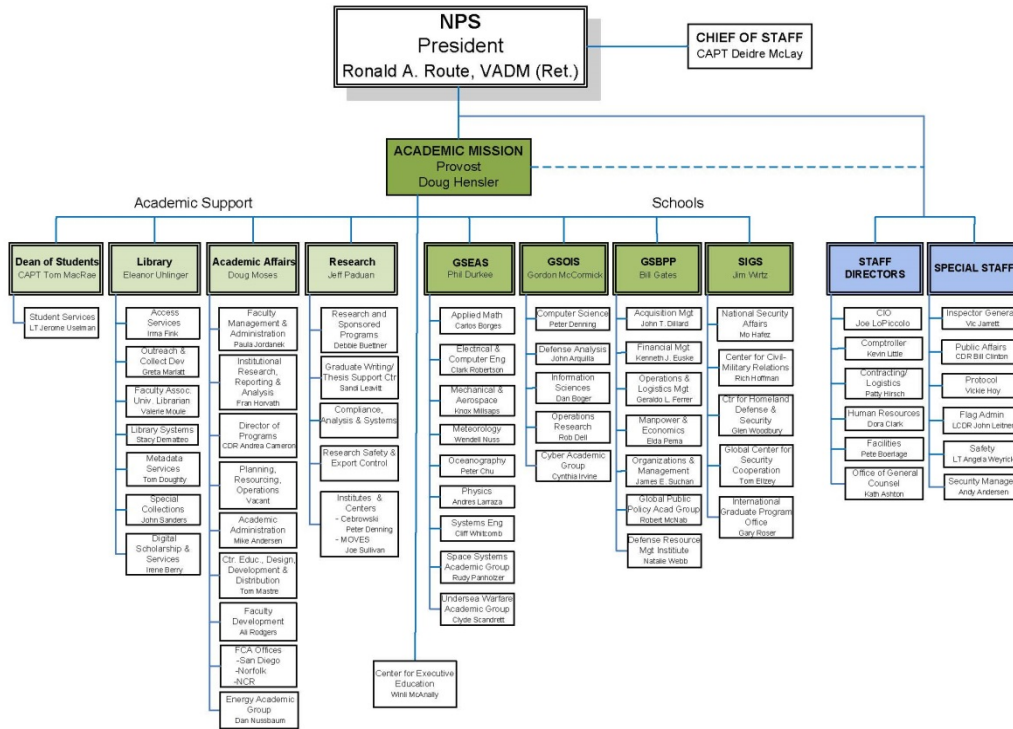 NPS
President
Ronald A. Route, VADM (Ret.)
CHIEF OF STAFF
CAPT Deidre McLay
ACADEMIC MISSION
Provost
Doug Hensler
Academic Support
Schools
Dean of Students
CAPT Tom MacRae
Student Services
LT Jerome Uselman
Library
Eleanor Uhlinger
Access
Services
Irma Fink
Outreach &
Collect Dev
Greta Marlatt
Faculty Assoc.
Univ. Librarian
Valerie Moule
Library Systems
Stacy Dematteo
Metadata
Services
Tom Doughty
Special
Collections
John Sanders
Digital
Scholarship &
Services
Irene Berry
Academic Affairs
Doug Moses
Faculty
Management &
Administration
Paula Jordanek
Institutional
Research,
Reporting &
Analysis
Fran Horvath
Director of
Programs
CDR Andrea Cameron
Planning,
Resourcing,
Operations
Vacant
Academic
Administration
Mike Andersen
Ctr. Educ., Design,
Development &
Distribution
Tom Mastre
Faculty
Development
Ali Rodgers
FCA Offices
-San Diego
-Norfolk
-NCR
Energy Academic
Group
Dan Nussbaum
Research
Jeff Paduan
Research and
Sponsored
Programs
Debbie Buettner
Graduate Writing/
Thesis Support Ctr
Sandi Leavitt
Compliance,
Analysis & Systems
Research Safety &
Export Control
Institutes &
Centers
- Cebrowski
Peter Denning
- MOVES
Joe Sullivan
Center for Executive
Education
Winli McAnally
GSEAS
Phil Durkee
Applied Math
Carlos Borges
Electrical &
Computer Eng
Clark Robertson
Mechanical &
Aerospace
Knox Millsaps
Meteorology
Wendell Nuss
Oceanography
Peter Chu
Physics
Andres Larraza
Systems Eng
Cliff Whitcomb
Space Systems
Academic Group
Rudy Panholzer
Undersea Warfare
Academic Group
Clyde Scandrett
GSOIS
Gordon McCormick
Computer Science
Peter Denning
Defense Analysis
John Arquilla
Information
Sciences
Dan Boger
Operations
Research
Rob Dell
Cyber Academic
Group
Cynthia Irvine
GSBPP
Bill Gates
Acquisition Mgt
John T. Dillard
Financial Mgt
Kenneth J. Euske
Operations &
Logistics Mgt
Geraldo L. Ferrer
Manpower &
Economics
Elda Pema
Organizations &
Management
James E. Suchan
Global Public
Policy Acad Group
Robert McNab
Defense Resource
Mgt Institiute
Natalie Webb
SIGS
Jim Wirtz
National Security
Affairs
Mo Hafez
Center for Civil-
Military Relations
Rich Hoffman
Ctr for Homeland
Defense &
Security
Glen Woodbury
Global Center for
Security
Cooperation
Tom Ellzey
International
Graduate Program
Office
Gary Roser
STAFF
DIRECTORS
CIO
Joe LoPiccolo
Comptroller
Kevin Little
Contracting/
Logistics
Patty Hirsch
Human Resources
Dora Clark
Facilities
Pete Boerlage
Office of General
Counsel
Kath Ashton
SPECIAL STAFF
Inspector General
Vic Jarrett
Public Affairs
CDR Bill Clinton
Protocol
Vickie Hoy
Flag Admin
LCDR John Leitner
Safety
LT Angela Weyrick
Security Manager
Andy Andersen